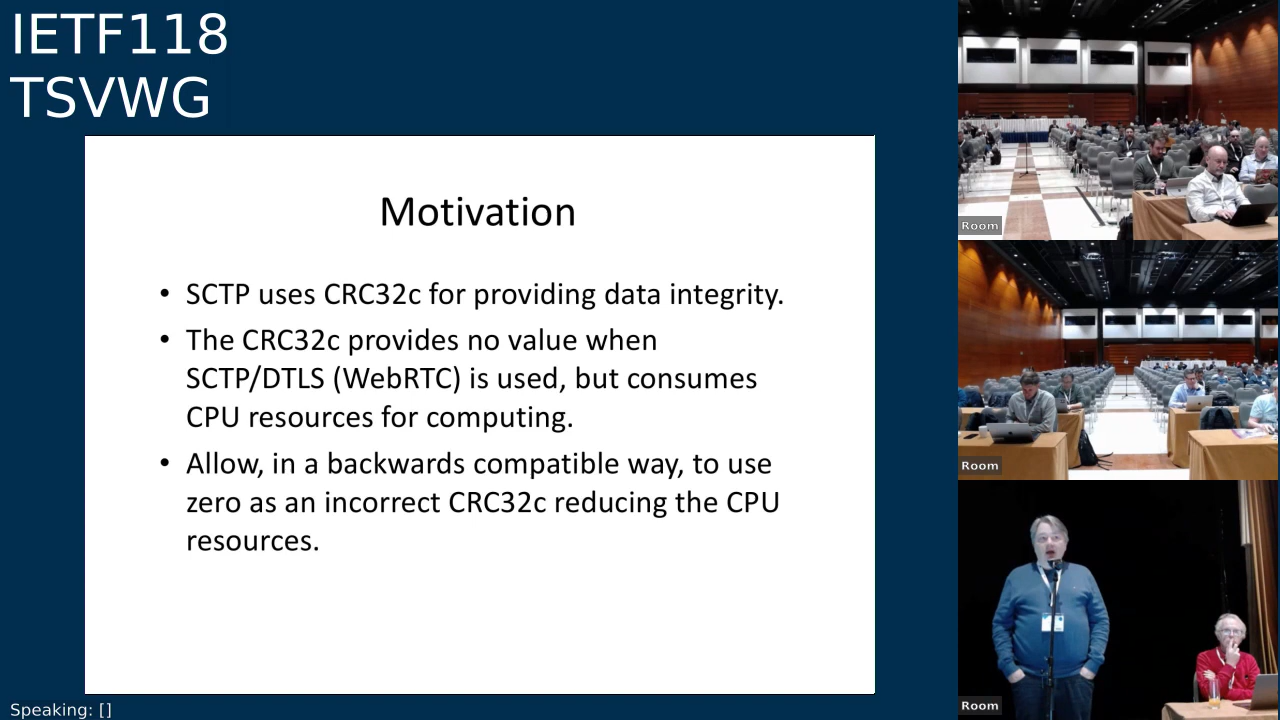 IETF118
TSVWG
Motivation
• SCTP uses CRC32c for providing data integrity.
• The CRC32c provides no value when
SCTP/DTLS (WebRTC) is used, but consumes
CPU resources for computing.
• Allow, in a backwards compatible way, to use
zero as an incorrect CRC32c reducing the CPU
resources.
Room
Room
Room
Speaking: []